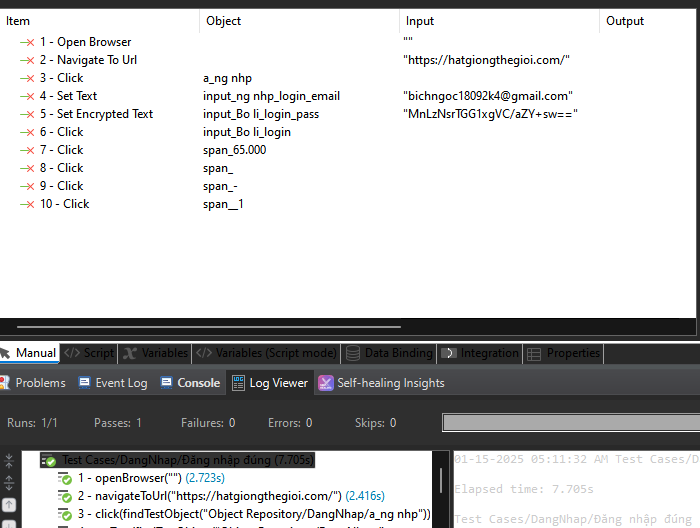 Item Object Input Output
1 - Open Browser ""
2 - Navigate To Url "https://hatgiongthegioi.com/"
3 - Click a_ng nhp
4 - Set Text input_ng nhp_login_email "bichngoc18092k4@gmail.com"
5 - Set Encrypted Text input_Bo li_login_pass "MnLzNsrTGG1xgVC/aZY+sw=="
6 - Click input_Bo li_login
7 - Click span_65.000
8 - Click span_
9 - Click span_-
10 - Click span__1
Manual Script Variables Variables (Script mode) Data Binding Integration Properties
Problems Event Log Console Log Viewer Self-healing Insights
Runs: 1/1 Passes: 1 Failures: 0 Errors: 0 Skips: 0
Test Cases/DangNhap/Đăng nhập đúng (7.705s)
1 - openBrowser("") (2.723s)
2 - navigateToUrl("https://hatgiongthegioi.com/") (2.416s)
3 - click(findTestObject("Object Repository/DangNhap/a_ng nhp"))
01-15-2025 05:11:32 AM Test Cases/D
Elapsed time: 7.705s
Test Cases/DangNhap/Đăng nhập đúng